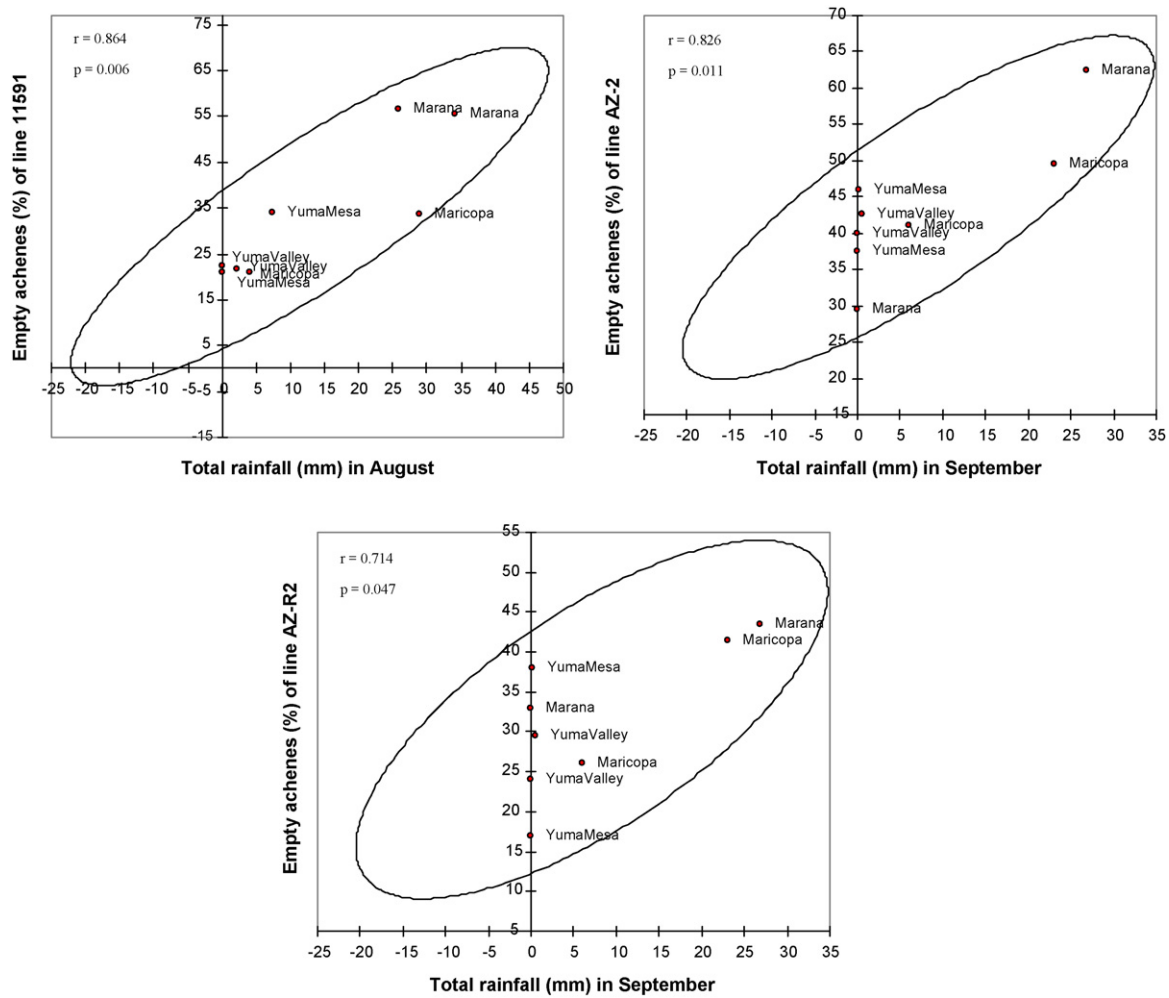 75
r = 0.864
p = 0.006
65
55
45
35
25
15
5
-5
-15
Marana
Marana
YumaMesa
Maricopa
YumaValley
YumaValley
Maricopa
YumaMesa
Empty achenes (%) of line 11591
-25 -20 -15 -10 -5 0 5 10 15 20 25 30 35 40 45 50
Total rainfall (mm) in August
70
r = 0.826
p = 0.011
65
60
55
50
45
40
35
30
25
20
15
Marana
Maricopa
YumaMesa
YumaValley
Maricopa
YumaValley
YumaMesa
Marana
Empty achenes (%) of line AZ-2
-25 -20 -15 -10 -5 0 5 10 15 20 25 30 35
Total rainfall (mm) in September
55
r = 0.714
p = 0.047
50
45
40
35
30
25
20
15
10
5
Marana
Maricopa
YumaMesa
Marana
YumaValley
Maricopa
YumaValley
YumaMesa
Empty achenes (%) of line AZ-R2
-25 -20 -15 -10 -5 0 5 10 15 20 25 30 35
Total rainfall (mm) in September